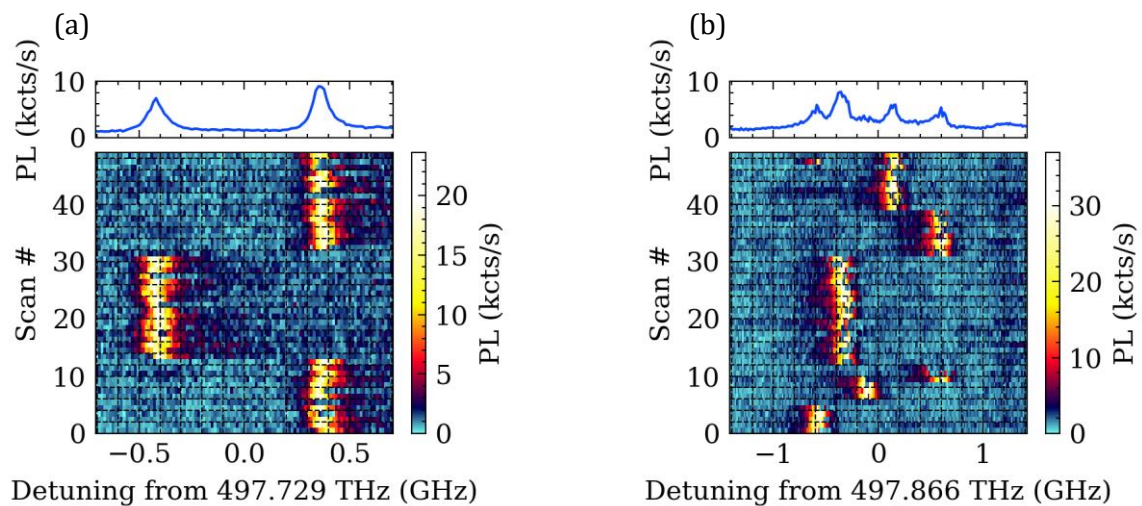 (a)
PL (kcts/s)
10
0
Scan #
40
30
20
10
0
−0.5 0.0 0.5
Detuning from 497.729 THz (GHz)
20
15
10
5
0
PL (kcts/s)
(b)
PL (kcts/s)
10
0
Scan #
40
30
20
10
0
−1 0 1
Detuning from 497.866 THz (GHz)
30
20
10
0
PL (kcts/s)